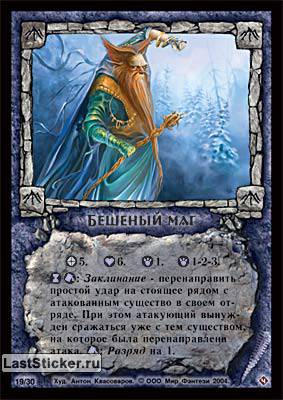 БЕШЕНЫЙ МАГ
5. 6. 1. 1-2-3.
: Заклинание - перенаправить
простой удар на стоящее рядом с
атакованным существо в своем от-
ряде. При этом атакующий вынуж-
ден сражаться уже с тем существом,
на которое была перенаправлена
атака. : Разряд на 1.
LastSticker.ru
19/30 Худ. Антон Квасоваров. © ООО Мир Фэнтези 2004.